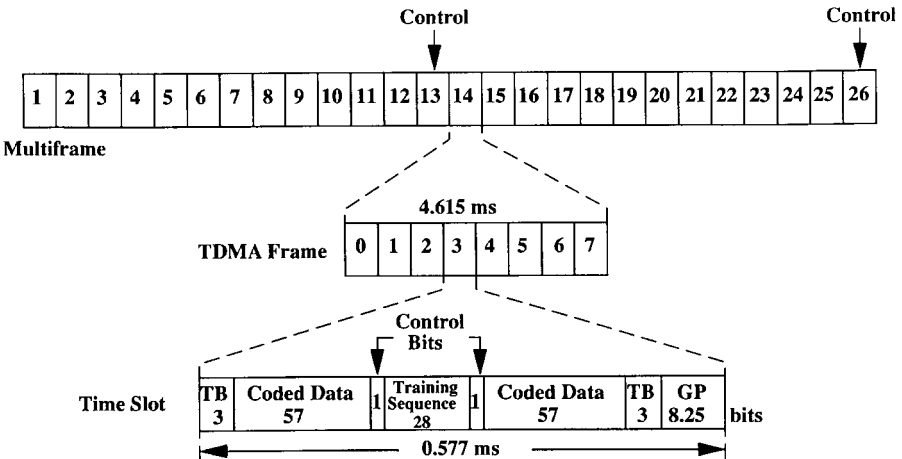 Control Control
1 2 3 4 5 6 7 8 9 10 11 12 13 14 15 16 17 18 19 20 21 22 23 24 25 26
Multiframe
4.615 ms
TDMA Frame 0 1 2 3 4 5 6 7
Control
Bits
Time Slot TB 3 Coded Data 57 1 Training Sequence 28 1 Coded Data 57 TB 3 GP 8.25 bits
0.577 ms